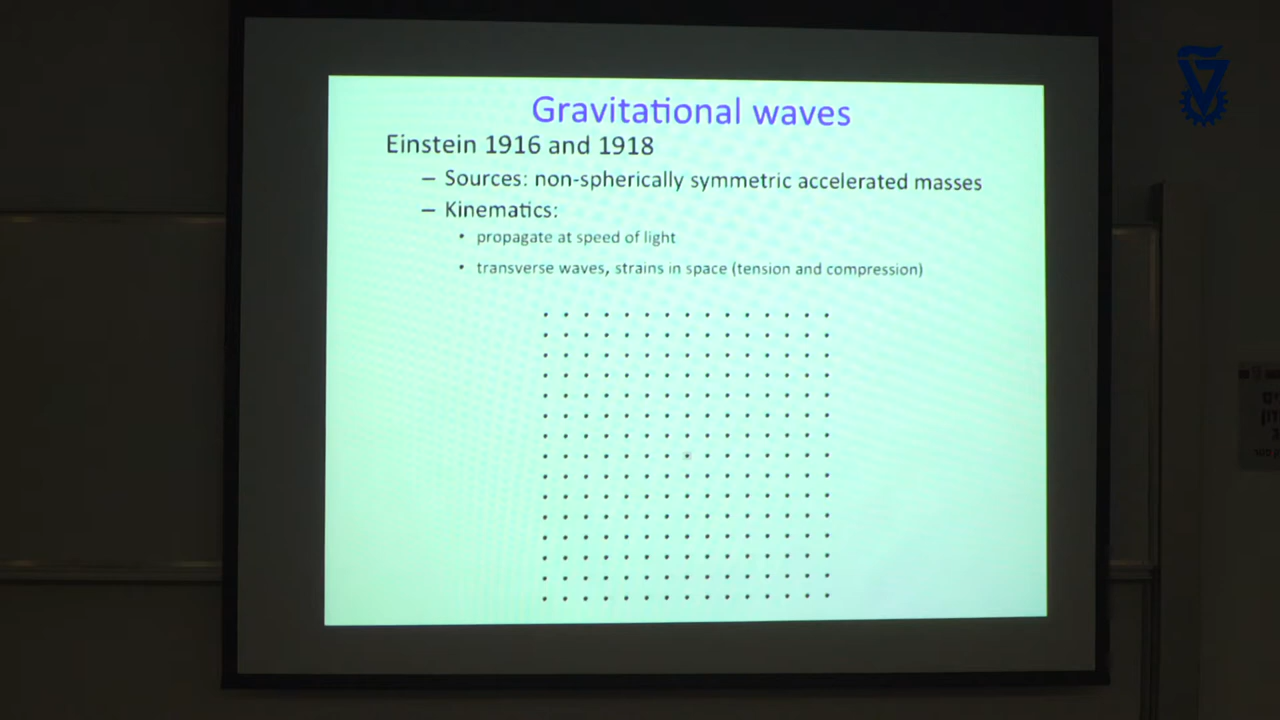 Gravitational waves
Einstein 1916 and 1918
– Sources: non-spherically symmetric accelerated masses
– Kinematics:
• propagate at speed of light
• transverse waves, strains in space (tension and compression)